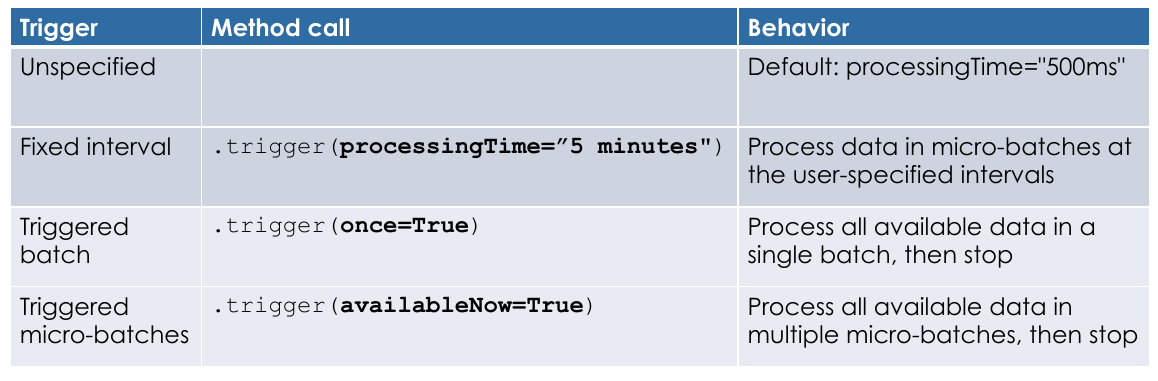 Trigger Method call Behavior
Unspecified Default: processingTime="500ms"
Fixed interval .trigger(processingTime=”5 minutes") Process data in micro-batches at
the user-specified intervals
Triggered .trigger(once=True) Process all available data in a
batch single batch, then stop
Triggered .trigger(availableNow=True) Process all available data in
micro-batches multiple micro-batches, then stop